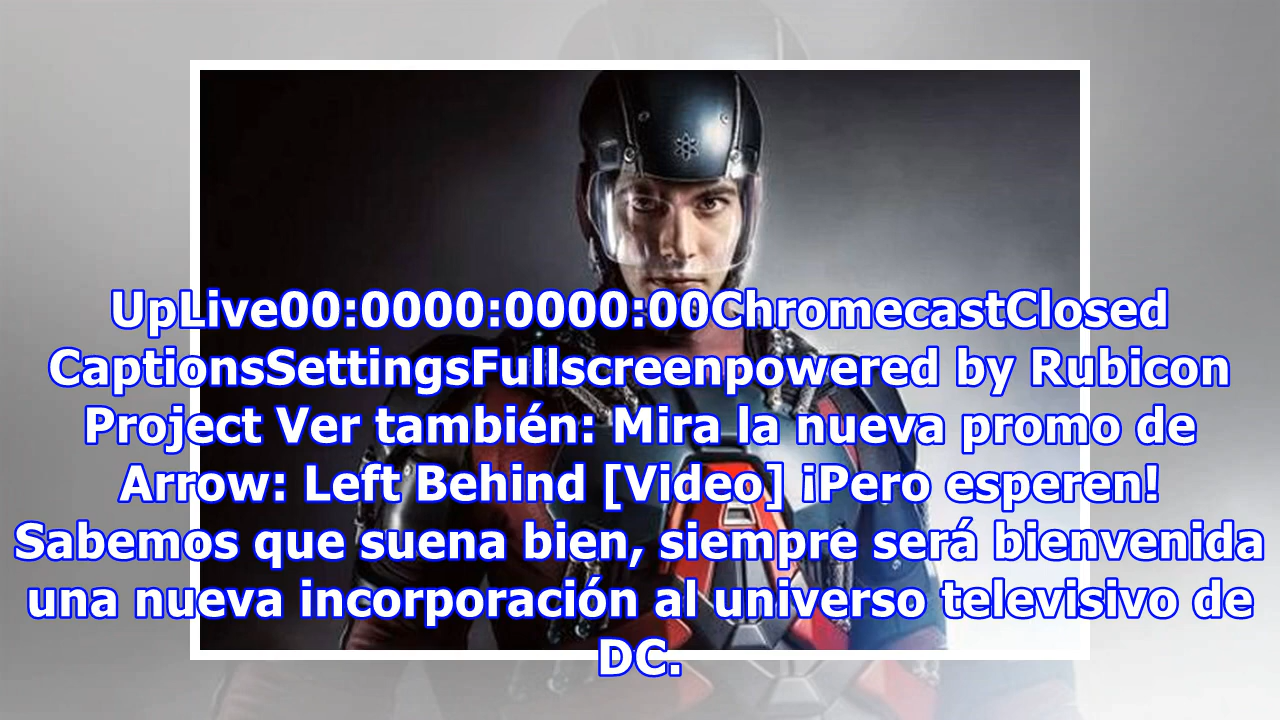 UpLive00:0000:0000:00ChromecastClosed
CaptionsSettingsFullscreenpowered by Rubicon
Project Ver también: Mira la nueva promo de
Arrow: Left Behind [Video] ¡Pero esperen!
Sabemos que suena bien, siempre será bienvenida
una nueva incorporación al universo televisivo de
DC.